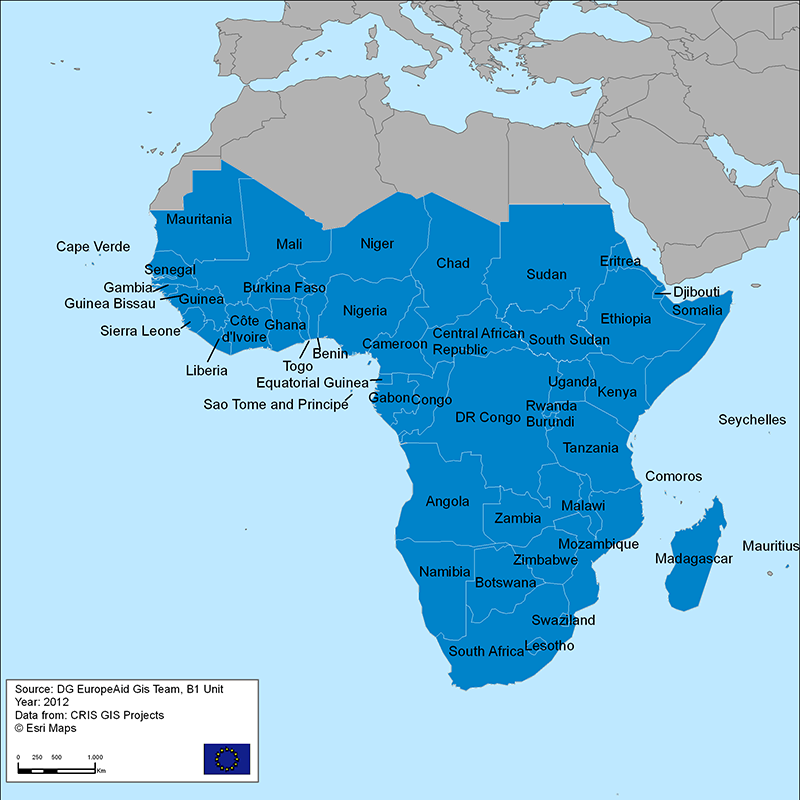 Mauritania
Mali
Niger
Cape Verde
Chad
Eritrea
Senegal
Sudan
Gambia
Burkina Faso
Djibouti
Guinea Bissau
Guinea
Somalia
Nigeria
Ethiopia
Sierra Leone
Côte
d'Ivoire
Ghana
Central African
Republic
South Sudan
Cameroon
Benin
Togo
Liberia
Equatorial Guinea
Uganda
Kenya
Gabon
Congo
Sao Tome and Principe
Rwanda
DR Congo
Burundi
Seychelles
Tanzania
Comoros
Angola
Malawi
Zambia
Mozambique
Mauritius
Zimbabwe
Madagascar
Namibia
Botswana
Swaziland
South Africa
Lesotho
Source: DG EuropeAid Gis Team, B1 Unit
Year: 2012
Data from: CRIS GIS Projects
© Esri Maps
0 250 500 1.000
Km